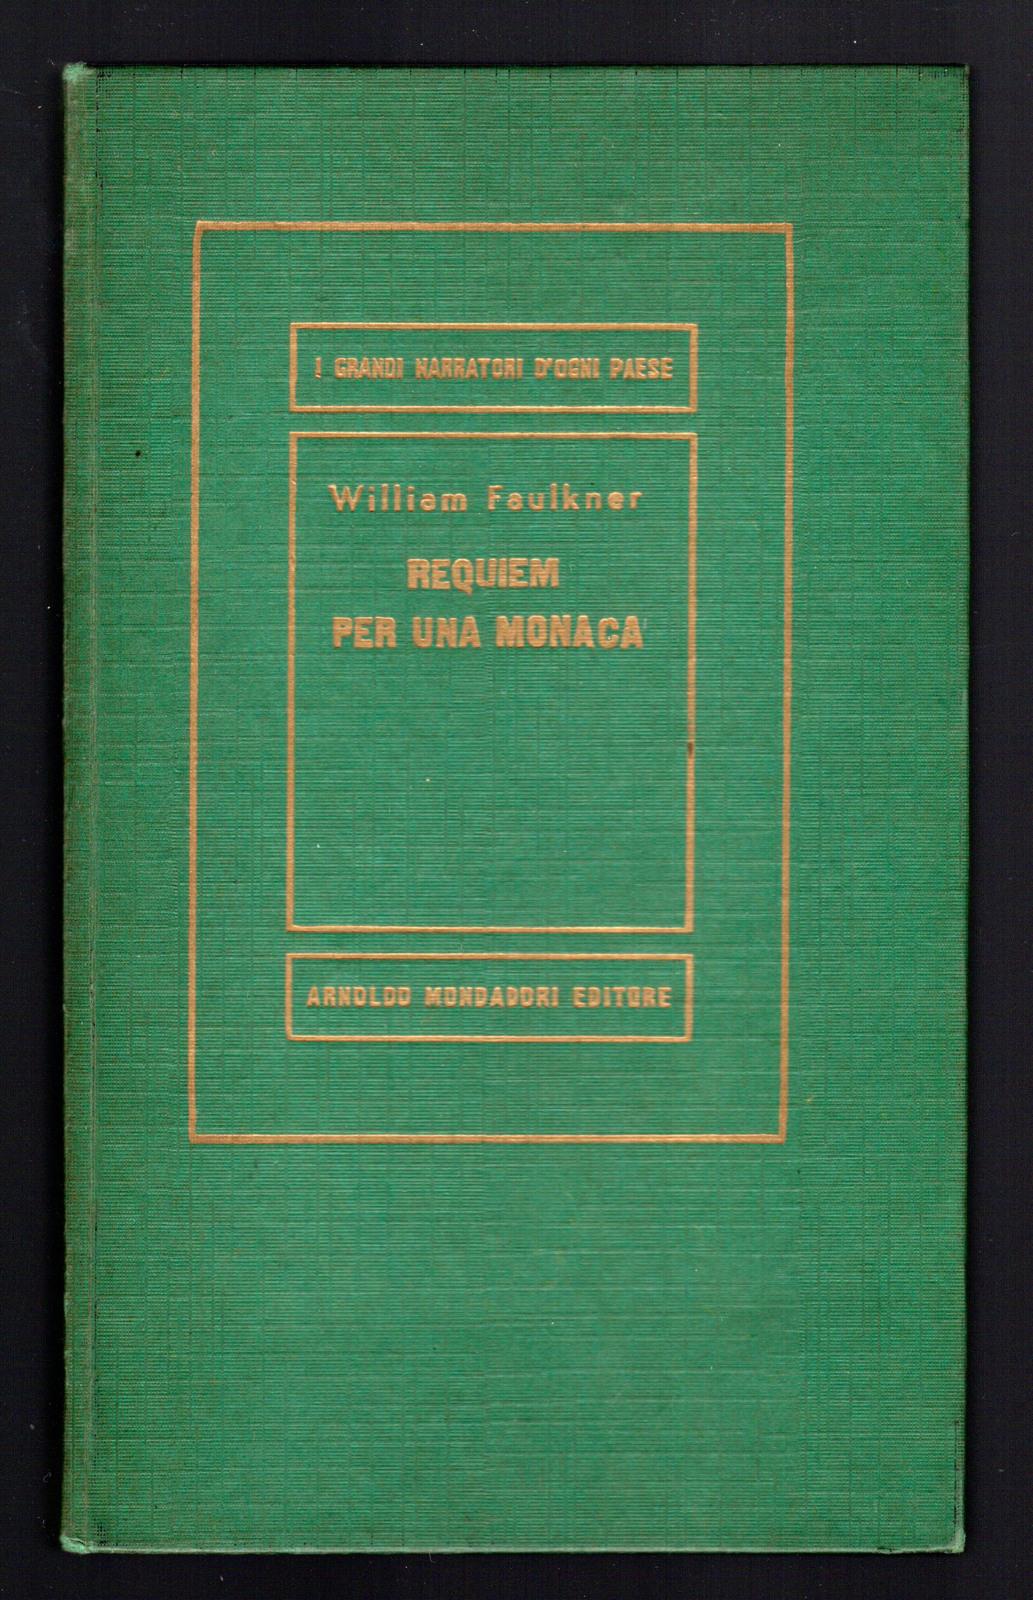 I GRANDI NARRATORI D'OGNI PAESE
William Faulkner
REQUIEM
PER UNA MONACA
ARNOLDO MONDADORI EDITORE